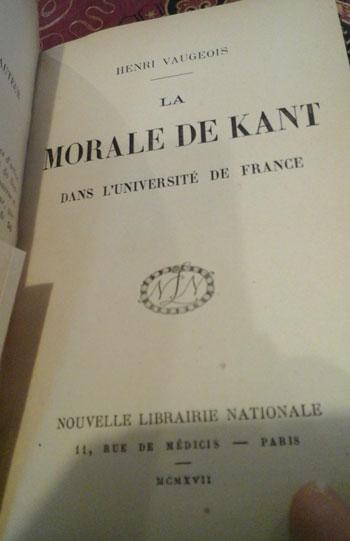 HENRI VAUGEOIS
LA
MORALE DE KANT
DANS L'UNIVERSITÉ DE FRANCE
NLN
NOUVELLE LIBRAIRIE NATIONALE
11, RUE DE MÉDICIS — PARIS
MCMXVII